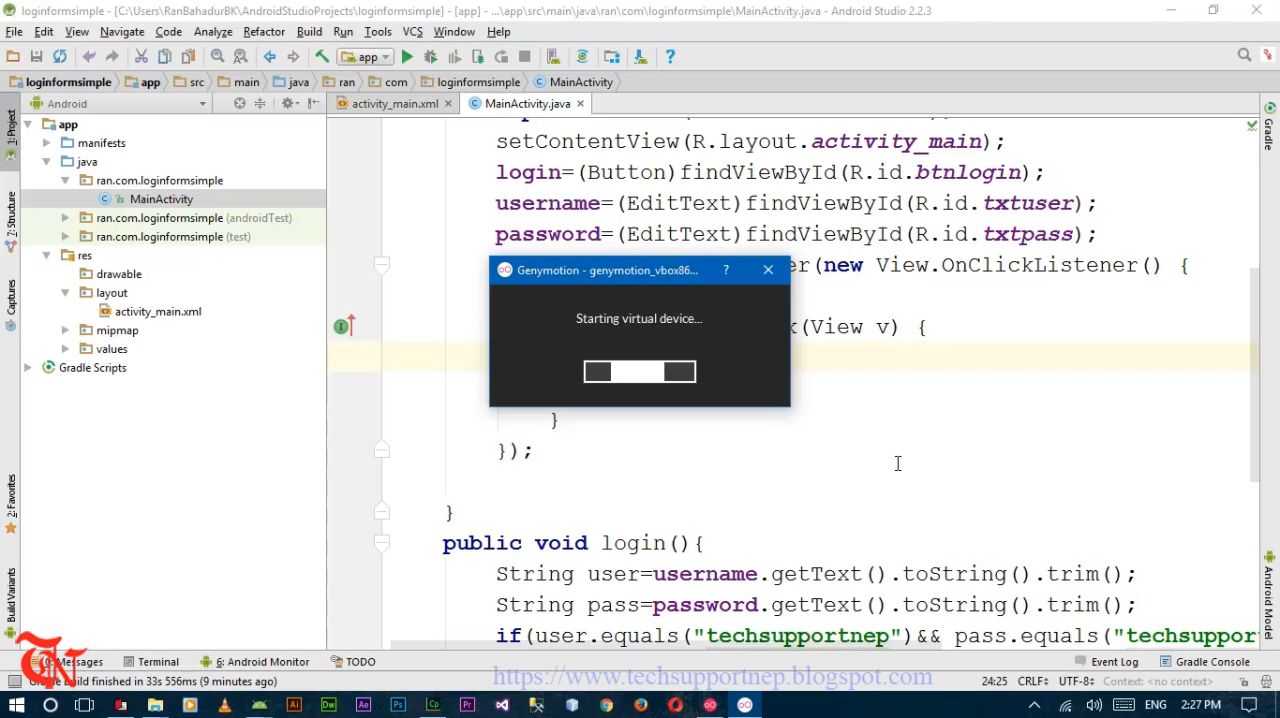 loginformsimple - [C:\Users\RanBahadurBK\AndroidStudioProjects\loginformsimple] - [app] - ...\app\src\main\java\ran\com\loginformsimple\MainActivity.java - Android Studio 2.2.3
File Edit View Navigate Code Analyze Refactor Build Run Tools VCS Window Help
app
loginformsimple app src main java ran com loginformsimple MainActivity
Android
activity_main.xml MainActivity.java
app
manifests
java
ran.com.loginformsimple
MainActivity
ran.com.loginformsimple (androidTest)
ran.com.loginformsimple (test)
res
drawable
layout
activity_main.xml
mipmap
values
Gradle Scripts
1: Project
7: Structure
Captures
2: Favorites
Build Variants
setContentView(R.layout.activity_main);
login=(Button)findViewById(R.id.btnlogin);
username=(EditText)findViewById(R.id.txtuser);
password=(EditText)findViewById(R.id.txtpass);
er(new View.OnClickListener() {
k(View v) {
}
});
}
public void login(){
String user=username.getText().toString().trim();
String pass=password.getText().toString().trim();
if(user.equals("techsupportnep")&& pass.equals("techsuppor
Genymotion - genymotion_vbox86... ?
Starting virtual device...
Gradle
Android Model
Messages Terminal 6: Android Monitor TODO Event Log Gradle Console
Gradle build finished in 33s 556ms (9 minutes ago) 24:25 CRLF÷ UTF-8÷ Context: <no context>
https://www.techsupportnep.blogspot.com
Ai Dw Ae Ps Cp Pr ENG 2:27 PM